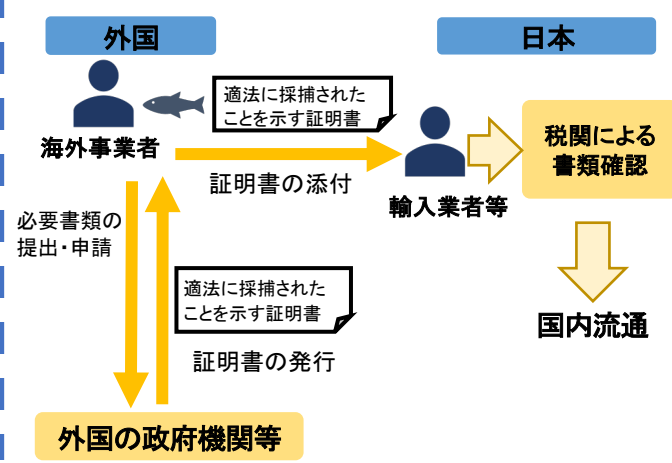 外国
日本
適法に採捕された
ことを示す証明書
海外事業者
証明書の添付
輸入業者等
税関による
書類確認
必要書類の
提出・申請
適法に採捕された
ことを示す証明書
証明書の発行
国内流通
外国の政府機関等